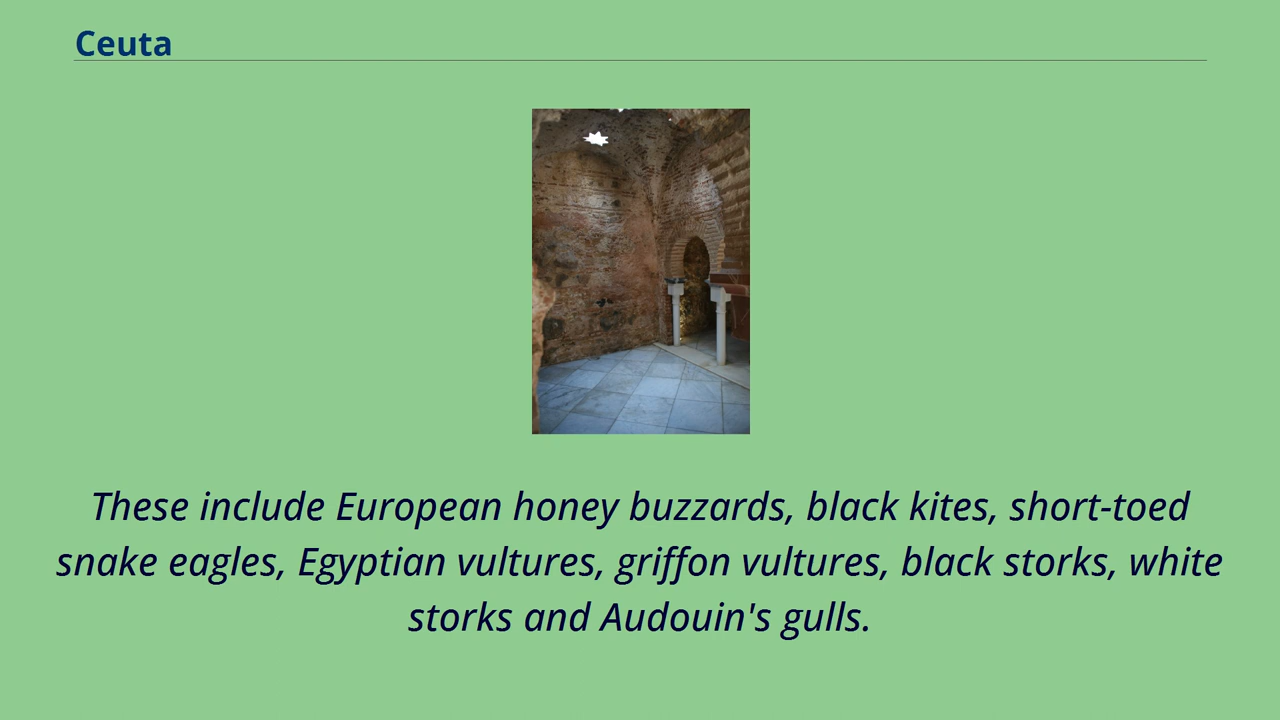 Ceuta
These include European honey buzzards, black kites, short-toed
snake eagles, Egyptian vultures, griffon vultures, black storks, white
storks and Audouin's gulls.